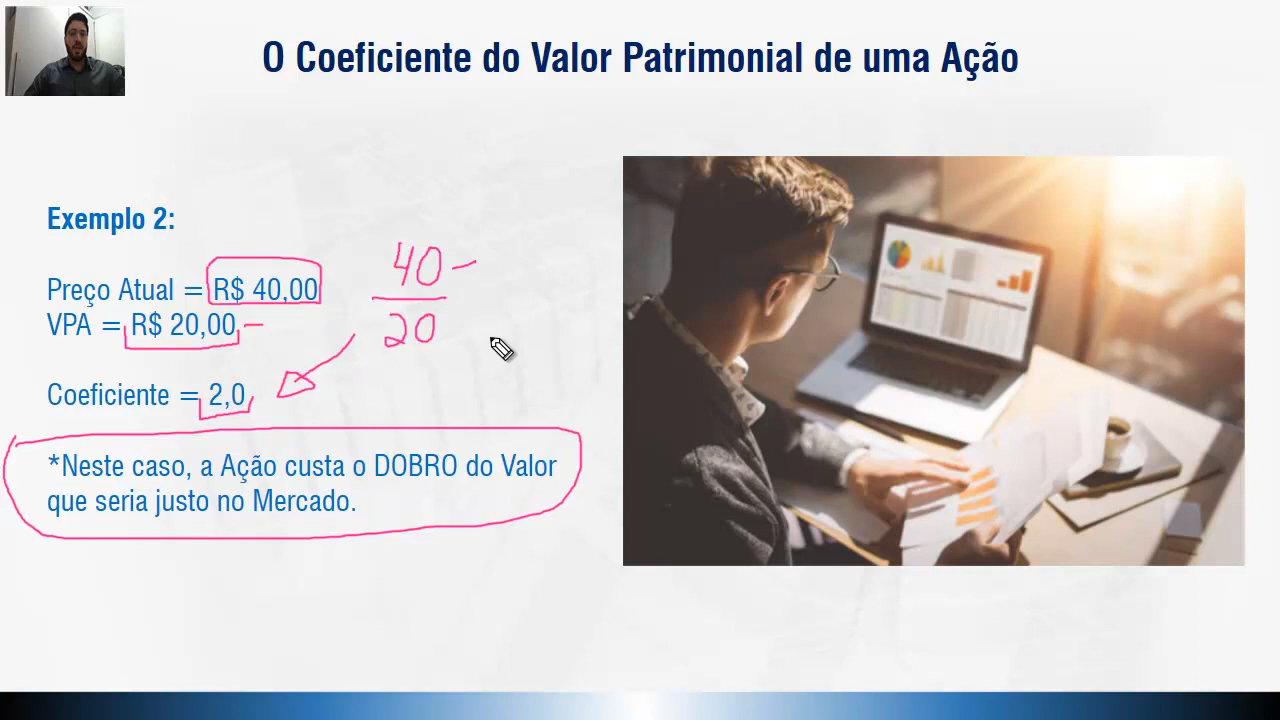 O Coeficiente do Valor Patrimonial de uma Ação
Exemplo 2:
Preço Atual = R$ 40,00
VPA = R$ 20,00
40
20
Coeficiente = 2,0
*Neste caso, a Ação custa o DOBRO do Valor
que seria justo no Mercado.